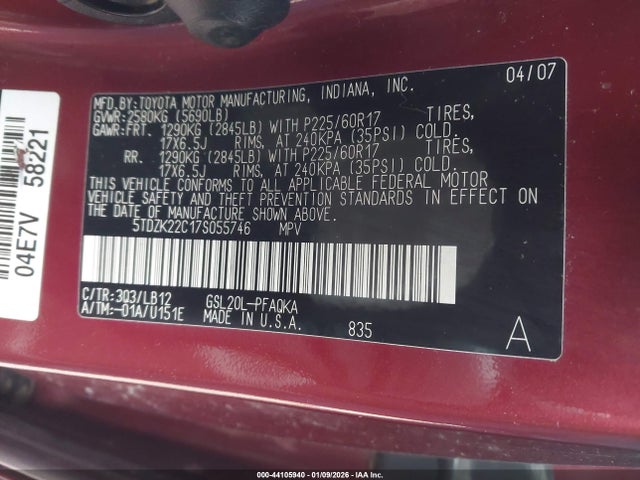 04/07
MFD.BY:TOYOTA MOTOR MANUFACTURING, INDIANA, INC.
GVWR:2580KG (5690LB)
GAWR:FRT. 1290KG (2845LB) WITH P225/60R17 TIRES,
17X6.5J RIMS, AT 240KPA (35PSI) COLD.
RR. 1290KG (2845LB) WITH P225/60R17 TIRES,
17X6.5J RIMS, AT 240KPA (35PSI) COLD.
THIS VEHICLE CONFORMS TO ALL APPLICABLE FEDERAL MOTOR
VEHICLE SAFETY AND THEFT PREVENTION STANDARDS IN EFFECT ON
THE DATE OF MANUFACTURE SHOWN ABOVE.
5TDZK22C17S055746 MPV
C/TR:3Q3/LB12 GSL20L-PFAQKA
A/TM:-01A/U151E MADE IN U.S.A. 835
A
04E7V 58221
000-44105940 - 01/09/2026 - IAABU